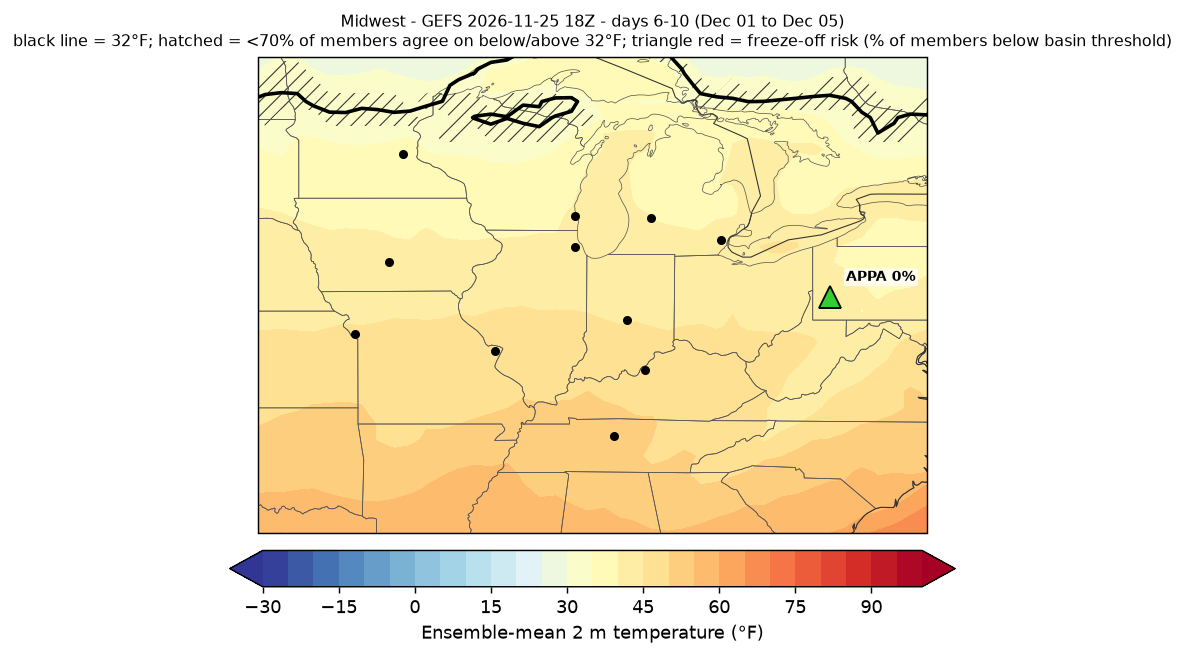 Midwest - GEFS 2026-11-25 18Z - days 6-10 (Dec 01 to Dec 05)
black line = 32°F; hatched = <70% of members agree on below/above 32°F; triangle red = freeze-off risk (% of members below basin threshold)
APPA 0%
−30 −15 0 15 30 45 60 75 90
Ensemble-mean 2 m temperature (°F)